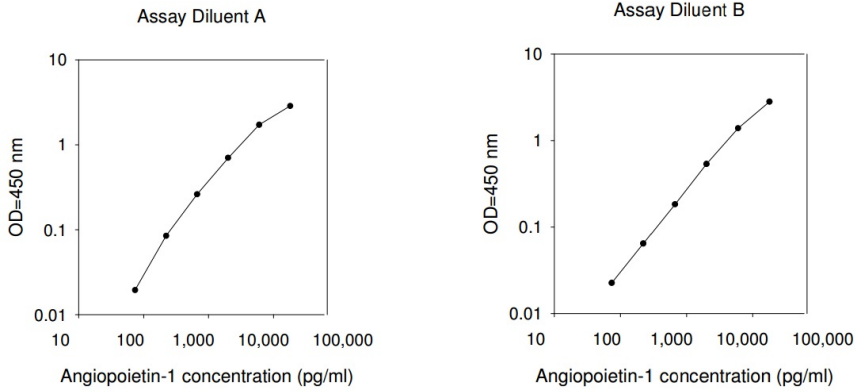 Assay Diluent A
10
1
0.1
0.01
OD=450 nm
10 100 1,000 10,000 100,000
Angiopoietin-1 concentration (pg/ml)
Assay Diluent B
10
1
0.1
0.01
OD=450 nm
10 100 1,000 10,000 100,000
Angiopoietin-1 concentration (pg/ml)